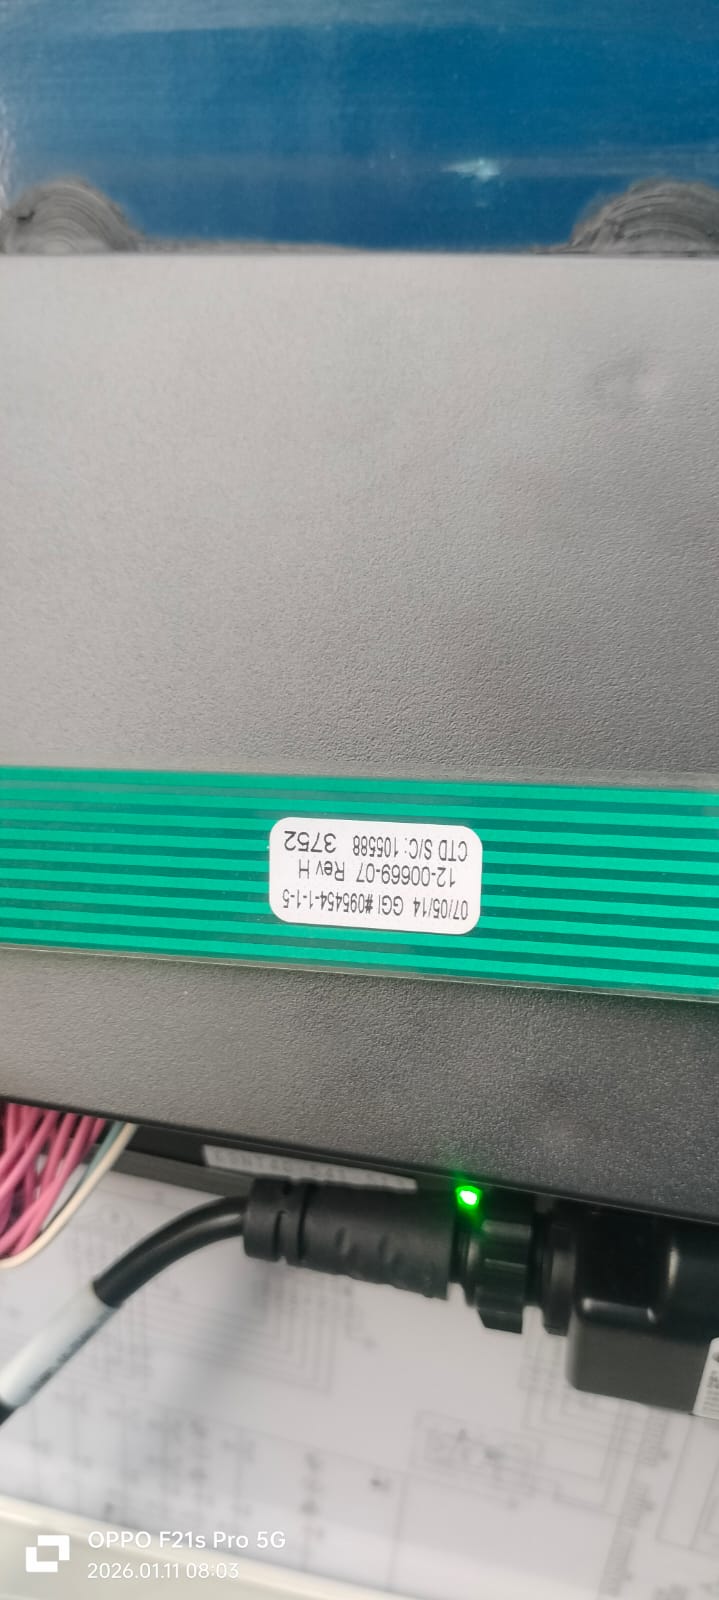 07/05/14 GGI #095454-1-1-5
12-00669-07 Rev H
CTD S/C: 105588 3752
OPPO F21s Pro 5G
2026.01.11 08:03